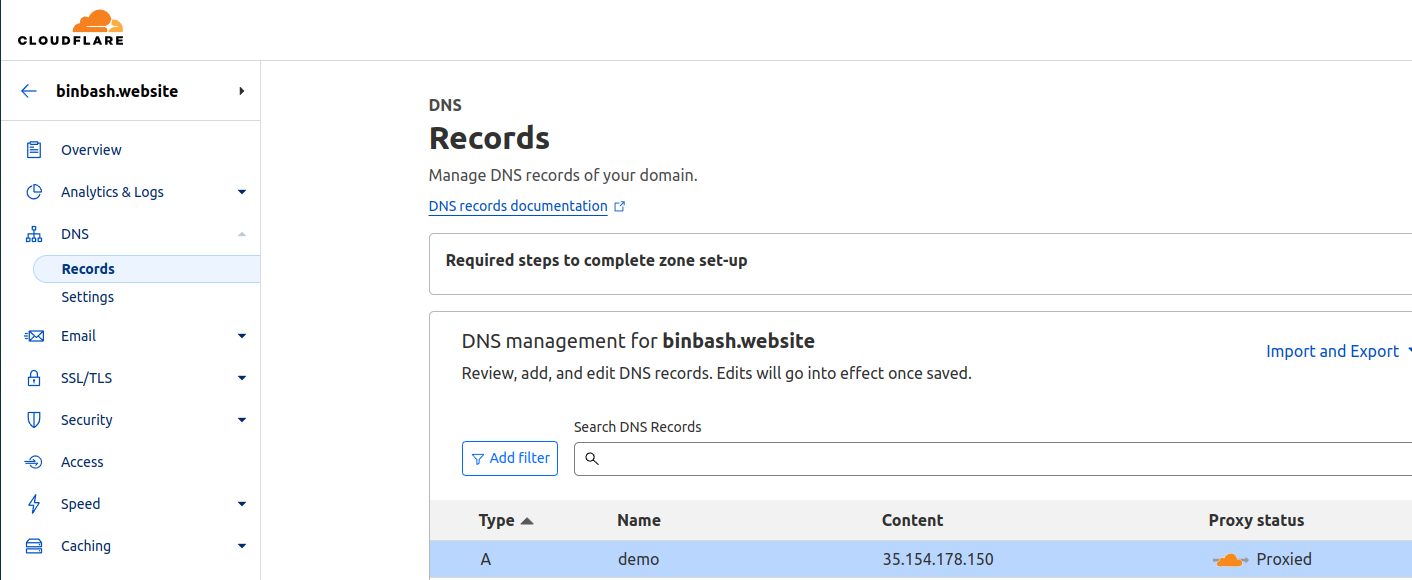 CLOUDFLARE
binbash.website
Overview
Analytics & Logs
DNS
Records
Settings
Email
SSL/TLS
Security
Access
Speed
Caching
DNS
Records
Manage DNS records of your domain.
DNS records documentation
Required steps to complete zone set-up
DNS management for binbash.website
Import and Export
Review, add, and edit DNS records. Edits will go into effect once saved.
Search DNS Records
Add filter
Type Name Content Proxy status
A demo 35.154.178.150 Proxied